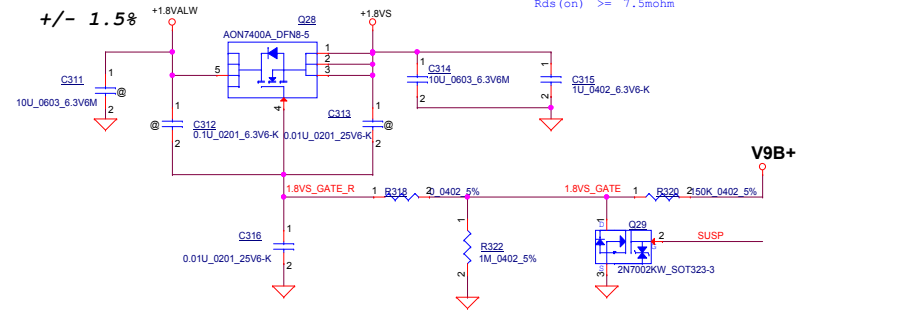 Rds(on) >= 7.5mohm
+/- 1.5%
+1.8VALW
Q28
+1.8VS
AON7400A_DFN8-5
1
2
3
5
4
C311
1
@
10U_0603_6.3V6M
2
1
@
C312
0.1U_0201_6.3V6-K
2
C313
1
@
0.01U_0201_25V6-K
2
1
C314
10U_0603_6.3V6M
2
1
C315
1U_0402_6.3V6-K
2
V9B+
1.8VS_GATE_R
1
R318
2
0_0402_5%
1.8VS_GATE
1
R320
2
150K_0402_5%
C316
1
0.01U_0201_25V6-K
2
1
R322
1M_0402_5%
2
1
Q29
2
SUSP
3
2N7002KW_SOT323-3